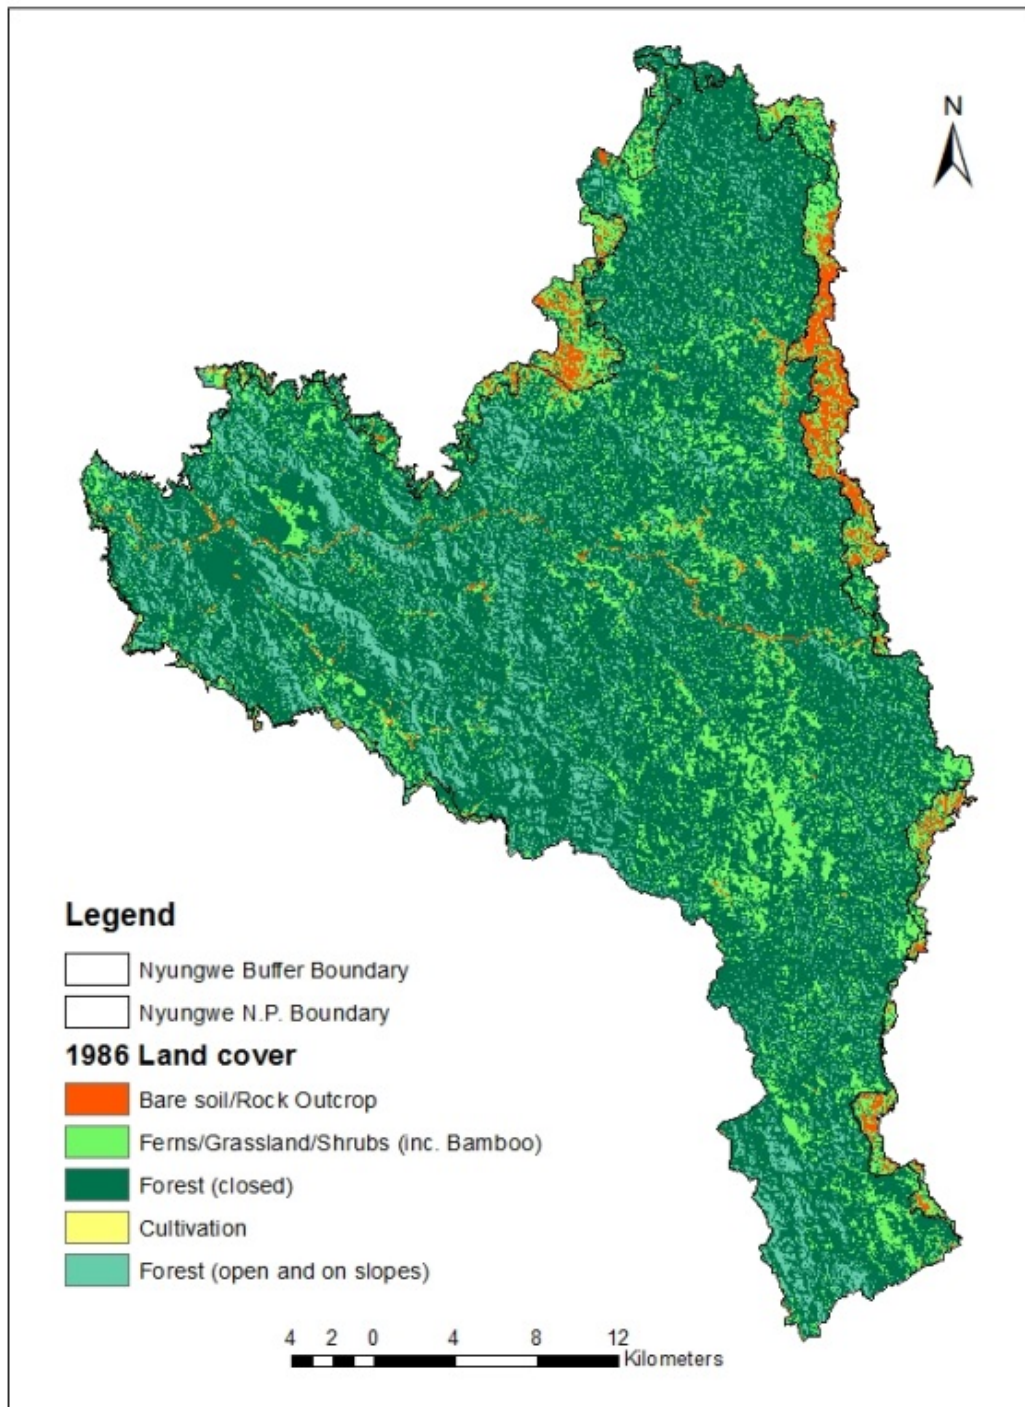 N
Legend
Nyungwe Buffer Boundary
Nyungwe N.P. Boundary
1986 Land cover
Bare soil/Rock Outcrop
Ferns/Grassland/Shrubs (inc. Bamboo)
Forest (closed)
Cultivation
Forest (open and on slopes)
4 2 0 4 8 12
Kilometers